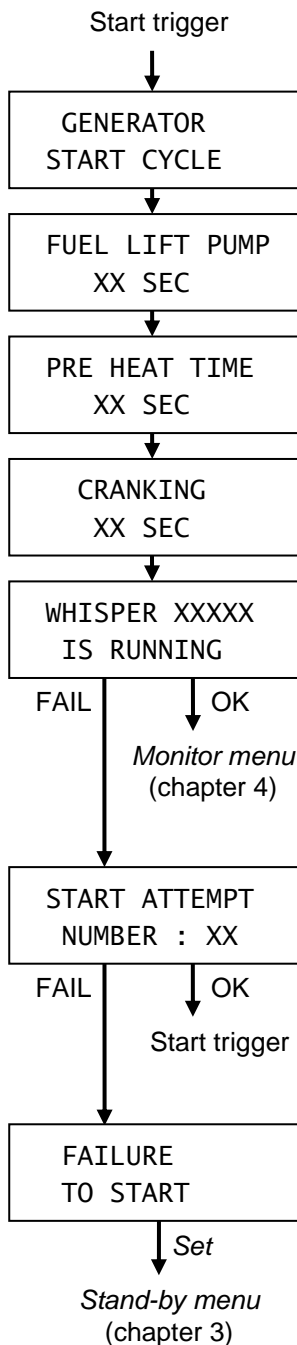 Start trigger
GENERATOR
START CYCLE
FUEL LIFT PUMP
XX SEC
PRE HEAT TIME
XX SEC
CRANKING
XX SEC
WHISPER XXXXX
IS RUNNING
FAIL OK
Monitor menu
(chapter 4)
START ATTEMPT
NUMBER : XX
FAIL OK
Start trigger
FAILURE
TO START
Set
Stand-by menu
(chapter 3)